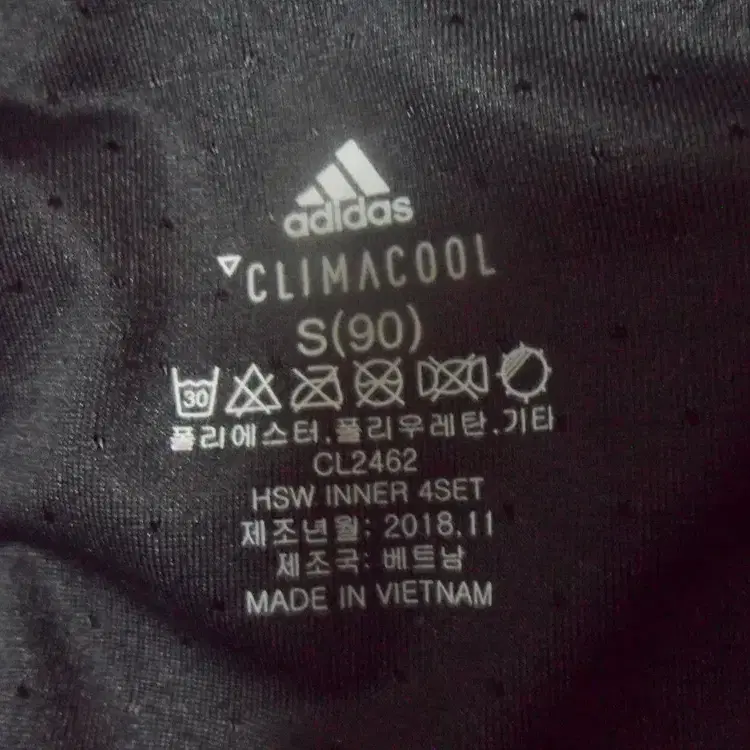 adidas
CLIMACOOL
S(90)
30
폴리에스터.폴리우레탄.기타
CL2462
HSW INNER 4SET
제조년월: 2018.11
제조국: 베트남
MADE IN VIETNAM